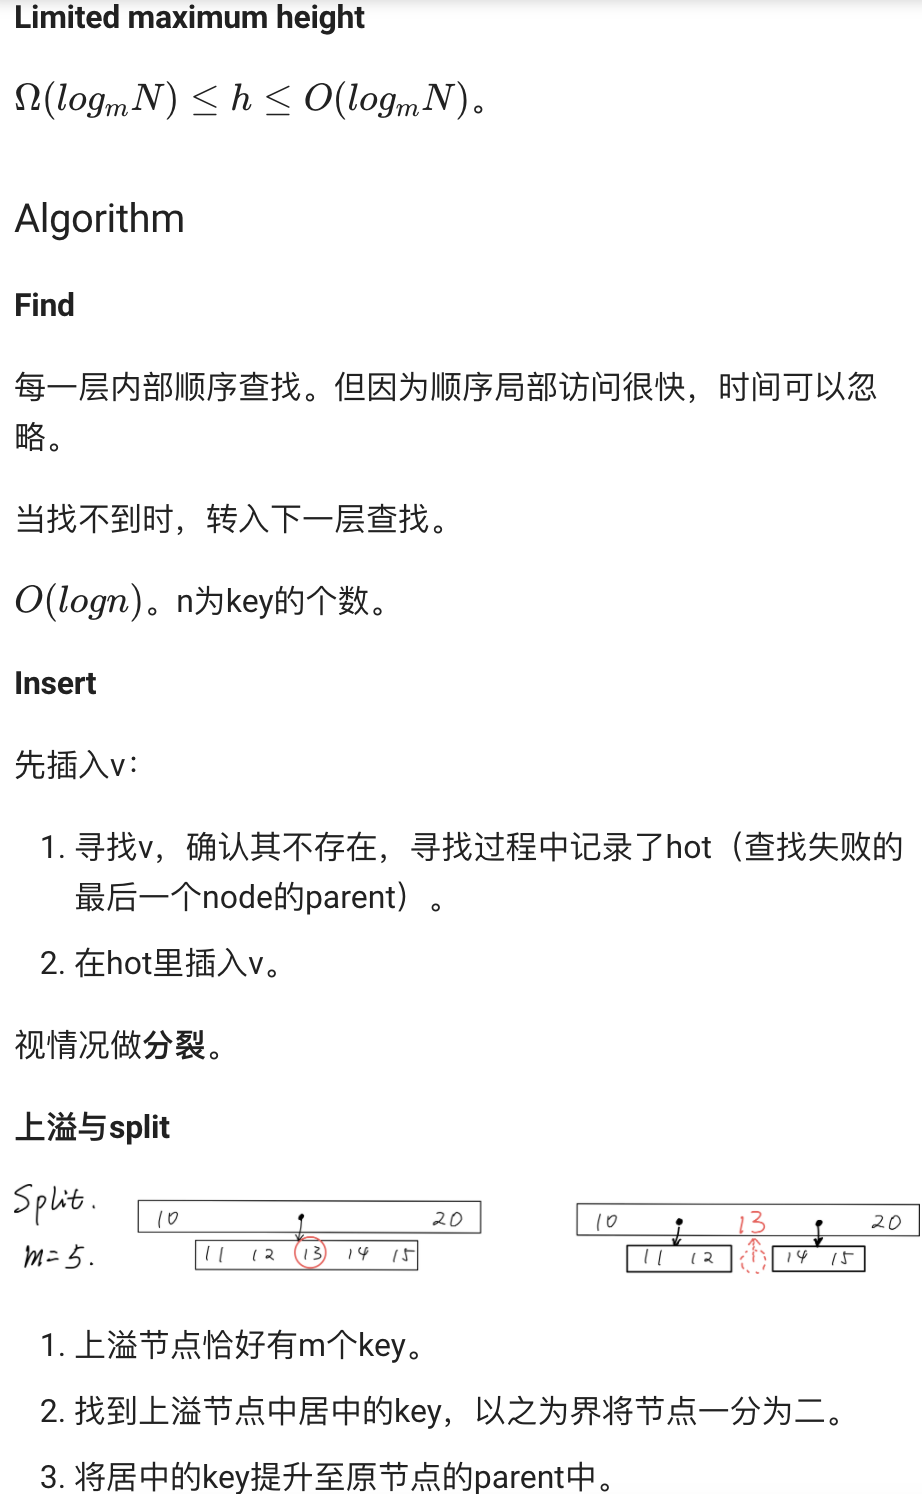 Limited maximum height
Ω(log_m N) ≤ h ≤ O(log_m N)。
Algorithm
Find
每一层内部顺序查找。但因为顺序局部访问很快，时间可以忽
略。
当找不到时，转入下一层查找。
O(logn)。n为key的个数。
Insert
先插入v：
1. 寻找v，确认其不存在，寻找过程中记录了hot（查找失败的
最后一个node的parent）。
2. 在hot里插入v。
视情况做分裂。
上溢与split
Split.
m=5.
10 20
11 12 13 14 15
10 13 20
11 12 14 15
1. 上溢节点恰好有m个key。
2. 找到上溢节点中居中的key，以之为界将节点一分为二。
3. 将居中的key提升至原节点的parent中。